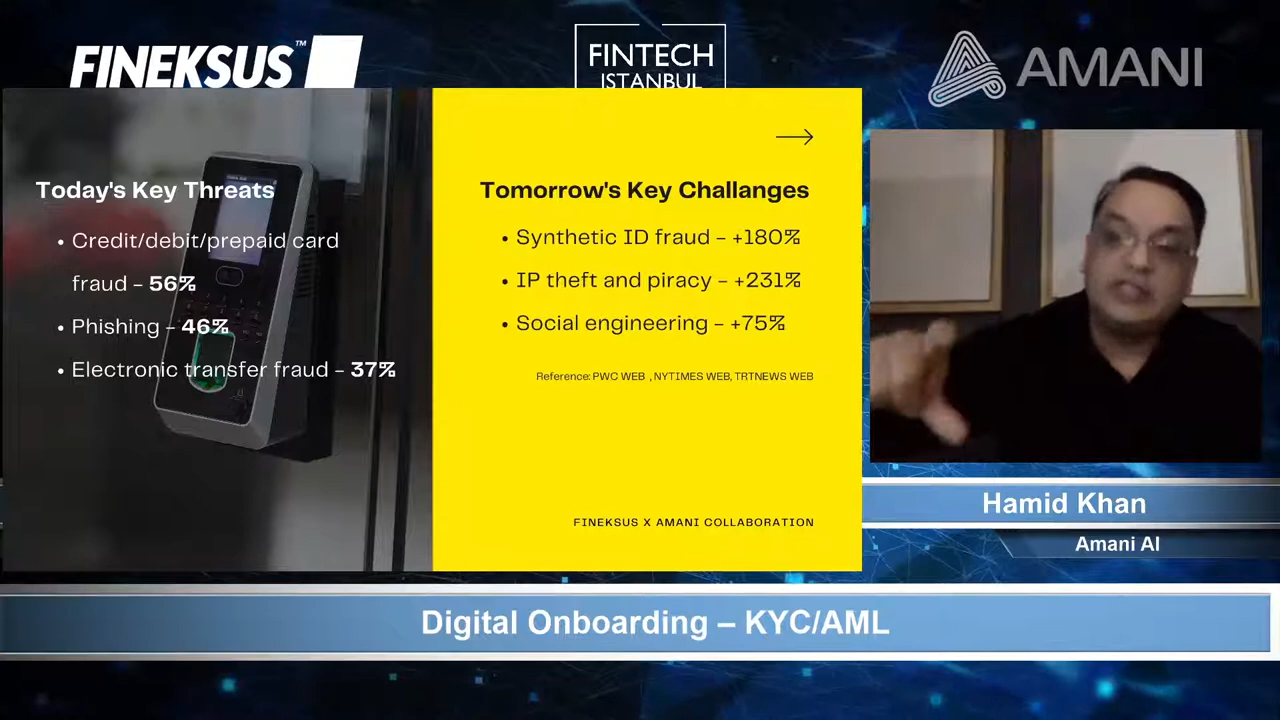 FINEKSUS™
FINTECH
ISTANBUL
AMANI
Today's Key Threats
• Credit/debit/prepaid card
fraud – 56%
• Phishing – 46%
• Electronic transfer fraud – 37%
Tomorrow's Key Challanges
• Synthetic ID fraud – +180%
• IP theft and piracy – +231%
• Social engineering – +75%
Reference: PWC WEB , NYTIMES WEB, TRTNEWS WEB
FINEKSUS X AMANI COLLABORATION
Hamid Khan
Amani AI
Digital Onboarding – KYC/AML